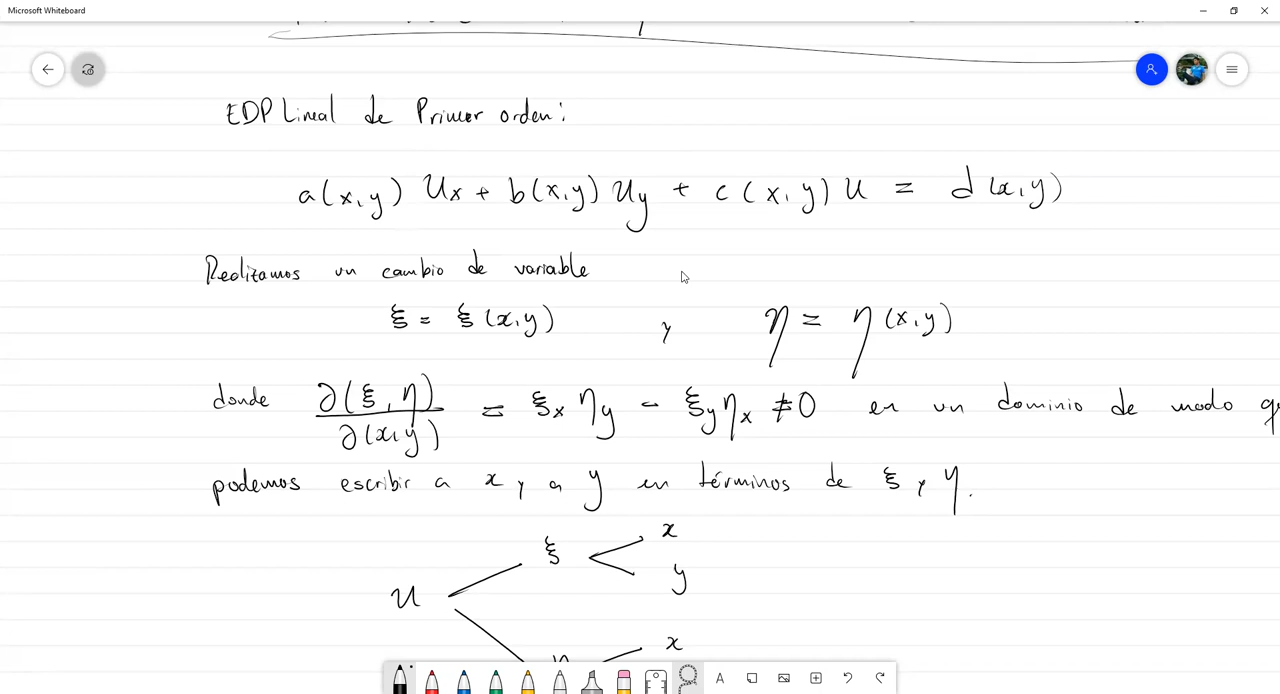 Microsoft Whiteboard
EDP Lineal de Primer orden:
a(x,y) Ux + b(x,y) Uy + c(x,y) U = d(x,y)
Realizamos un cambio de variable
ξ = ξ(x,y) y η = η(x,y)
donde ∂(ξ,η)/∂(x,y) = ξx ηy - ξy ηx ≠ 0 en un dominio de modo q
podemos escribir a x y a y en términos de ξ y η.
x
ξ
y
U
x
A